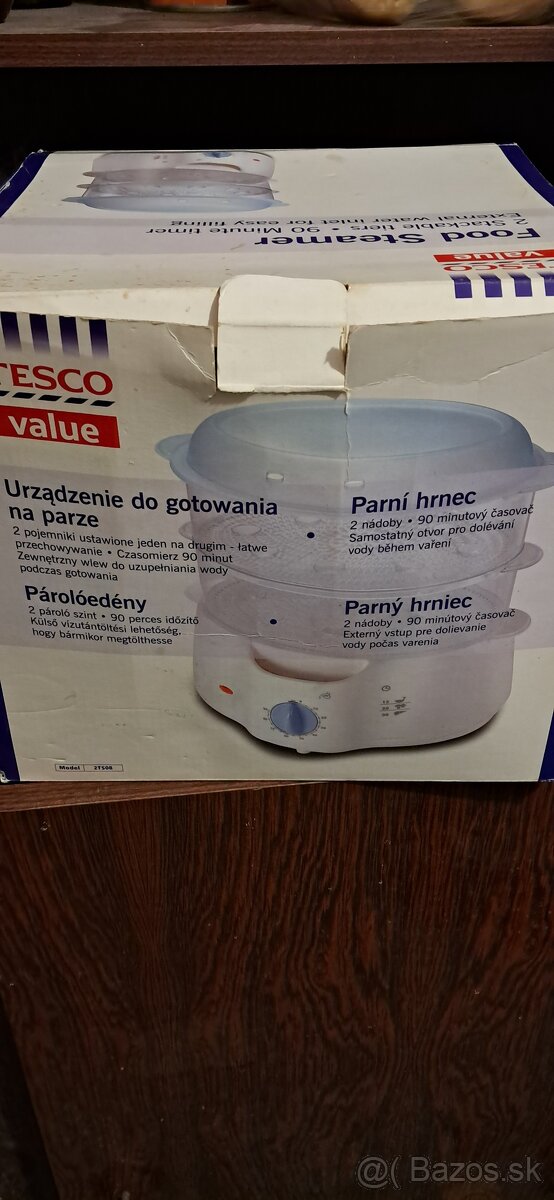 Food Steamer
2 Stackable tiers • 90 Minute timer
External water inlet for easy filling
TESCO
value
TESCO
value
Urządzenie do gotowania
na parze
2 pojemniki ustawione jeden na drugim - łatwe
przechowywanie • Czasomierz 90 minut
Zewnętrzny wlew do uzupełniania wody
podczas gotowania
Párolóedény
2 pároló szint • 90 perces időzítő
Külső vizutántöltési lehetőség,
hogy bármikor megtölthesse
Parní hrnec
2 nádoby • 90 minutový časovač
Samostatný otvor pro dolévání
vody během vaření
Parný hrniec
2 nádoby • 90 minútový časovač
Externý vstup pre dolievanie
vody počas varenia
Model 2TS08
@( Bazos.sk